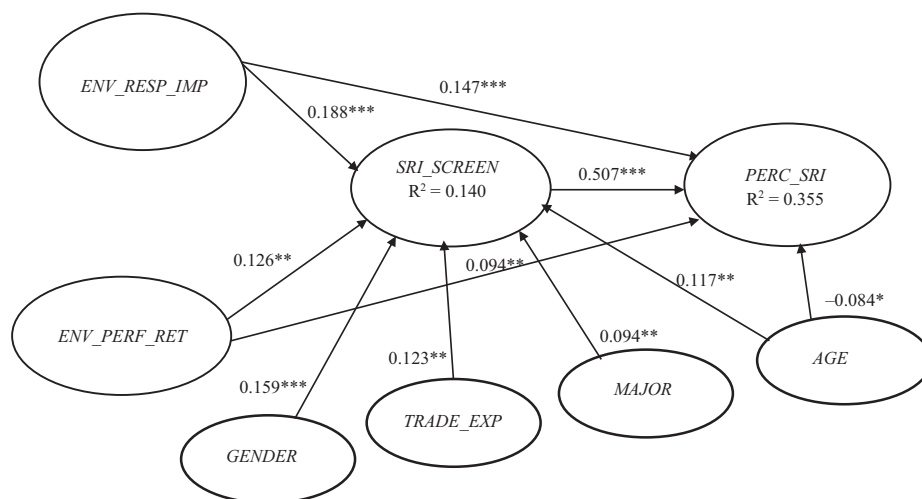 ENV_RESP_IMP
0.147***
0.188***
SRI_SCREEN
R² = 0.140
0.507***
PERC_SRI
R² = 0.355
0.126**
0.094**
0.117**
−0.084*
ENV_PERF_RET
0.159***
0.123**
0.094**
AGE
MAJOR
TRADE_EXP
GENDER